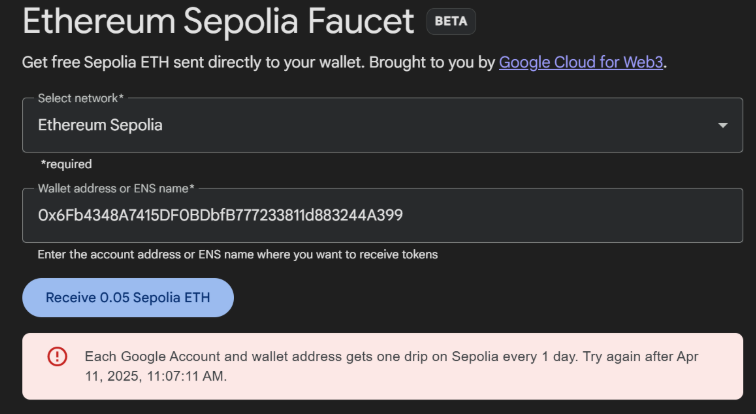 Ethereum Sepolia Faucet BETA
Get free Sepolia ETH sent directly to your wallet. Brought to you by Google Cloud for Web3.
Select network*
Ethereum Sepolia
*required
Wallet address or ENS name*
0x6Fb4348A7415DF0BDbfB777233811d883244A399
Enter the account address or ENS name where you want to receive tokens
Receive 0.05 Sepolia ETH
Each Google Account and wallet address gets one drip on Sepolia every 1 day. Try again after Apr
11, 2025, 11:07:11 AM.